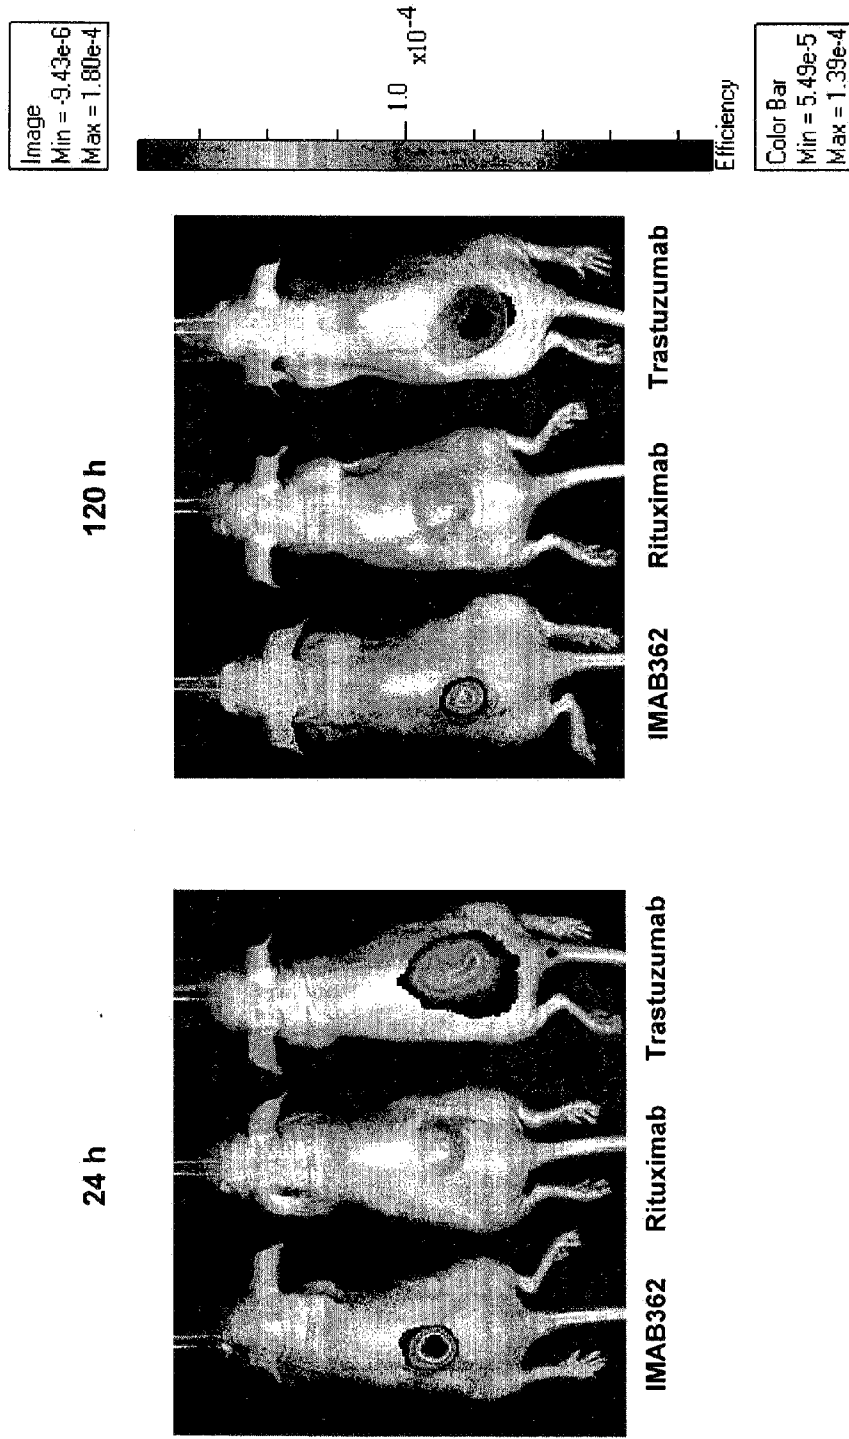 24 h
IMAB362 Rituximab Trastuzumab
120 h
IMAB362 Rituximab Trastuzumab
Image
Min = -9.43e-6
Max = 1.80e-4
1.0
x10-4
Efficiency
Color Bar
Min = 5.49e-5
Max = 1.39e-4